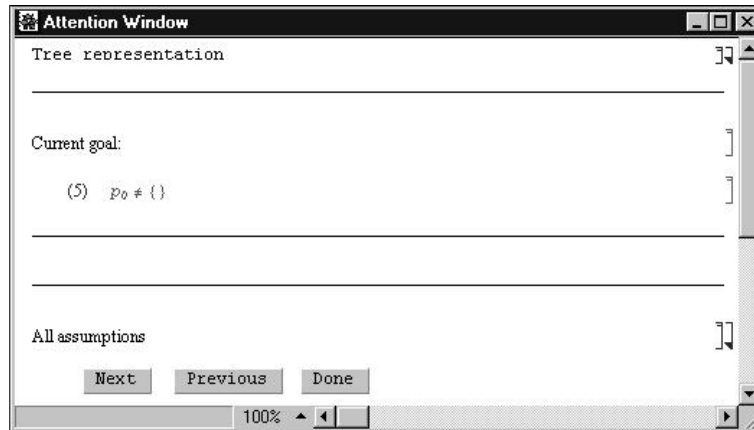 Attention Window
Tree representation
Current goal:
(5) p₀ ≠ { }
All assumptions
Next Previous Done
100%